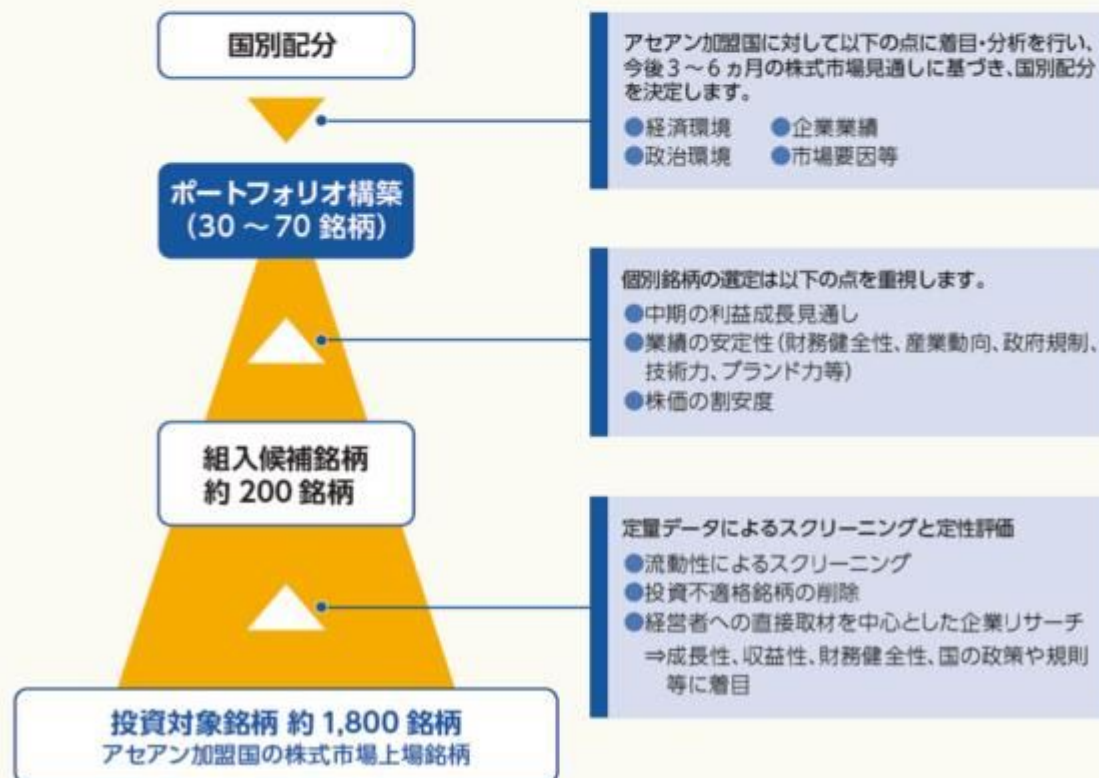 国別配分
アセアン加盟国に対して以下の点に着目・分析を行い、
今後3～6ヵ月の株式市場見通しに基づき、国別配分
を決定します。
●経済環境　●企業業績
●政治環境　●市場要因等
ポートフォリオ構築
(30～70銘柄)
個別銘柄の選定は以下の点を重視します。
●中期の利益成長見通し
●業績の安定性(財務健全性、産業動向、政府規制、
技術力、ブランド力等)
●株価の割安度
組入候補銘柄
約200銘柄
定量データによるスクリーニングと定性評価
●流動性によるスクリーニング
●投資不適格銘柄の削除
●経営者への直接取材を中心とした企業リサーチ
⇒成長性、収益性、財務健全性、国の政策や規則
等に着目
投資対象銘柄 約1,800銘柄
アセアン加盟国の株式市場上場銘柄